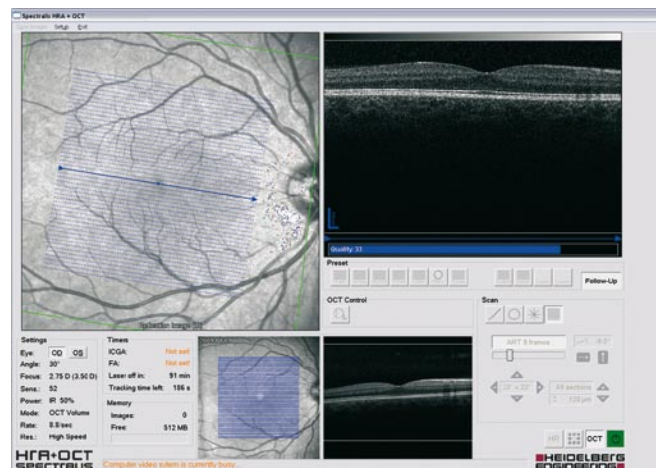 Spectralis HRA + OCT
Setup Exit
Quality: 33
Preset
Follow-Up
OCT Control
Scan
ART 9 frames
All sections
120 µm
HR
OCT
Settings
Eye: OD OS
Angle: 30°
Focus: 2.75 D (3.50 D)
Sens.: 52
Power: IR 50%
Mode: OCT Volume
Rate: 8.8/sec
Res.: High Speed
Timers
ICGA: Not set!
FA: Not set!
Laser off in: 91 min
Tracking time left: 186 s
Memory
Images: 0
Free: 512 MB
HRA+OCT
SPECTRALIS
Computer video sytem is currently busy...
HEIDELBERG
ENGINEERING